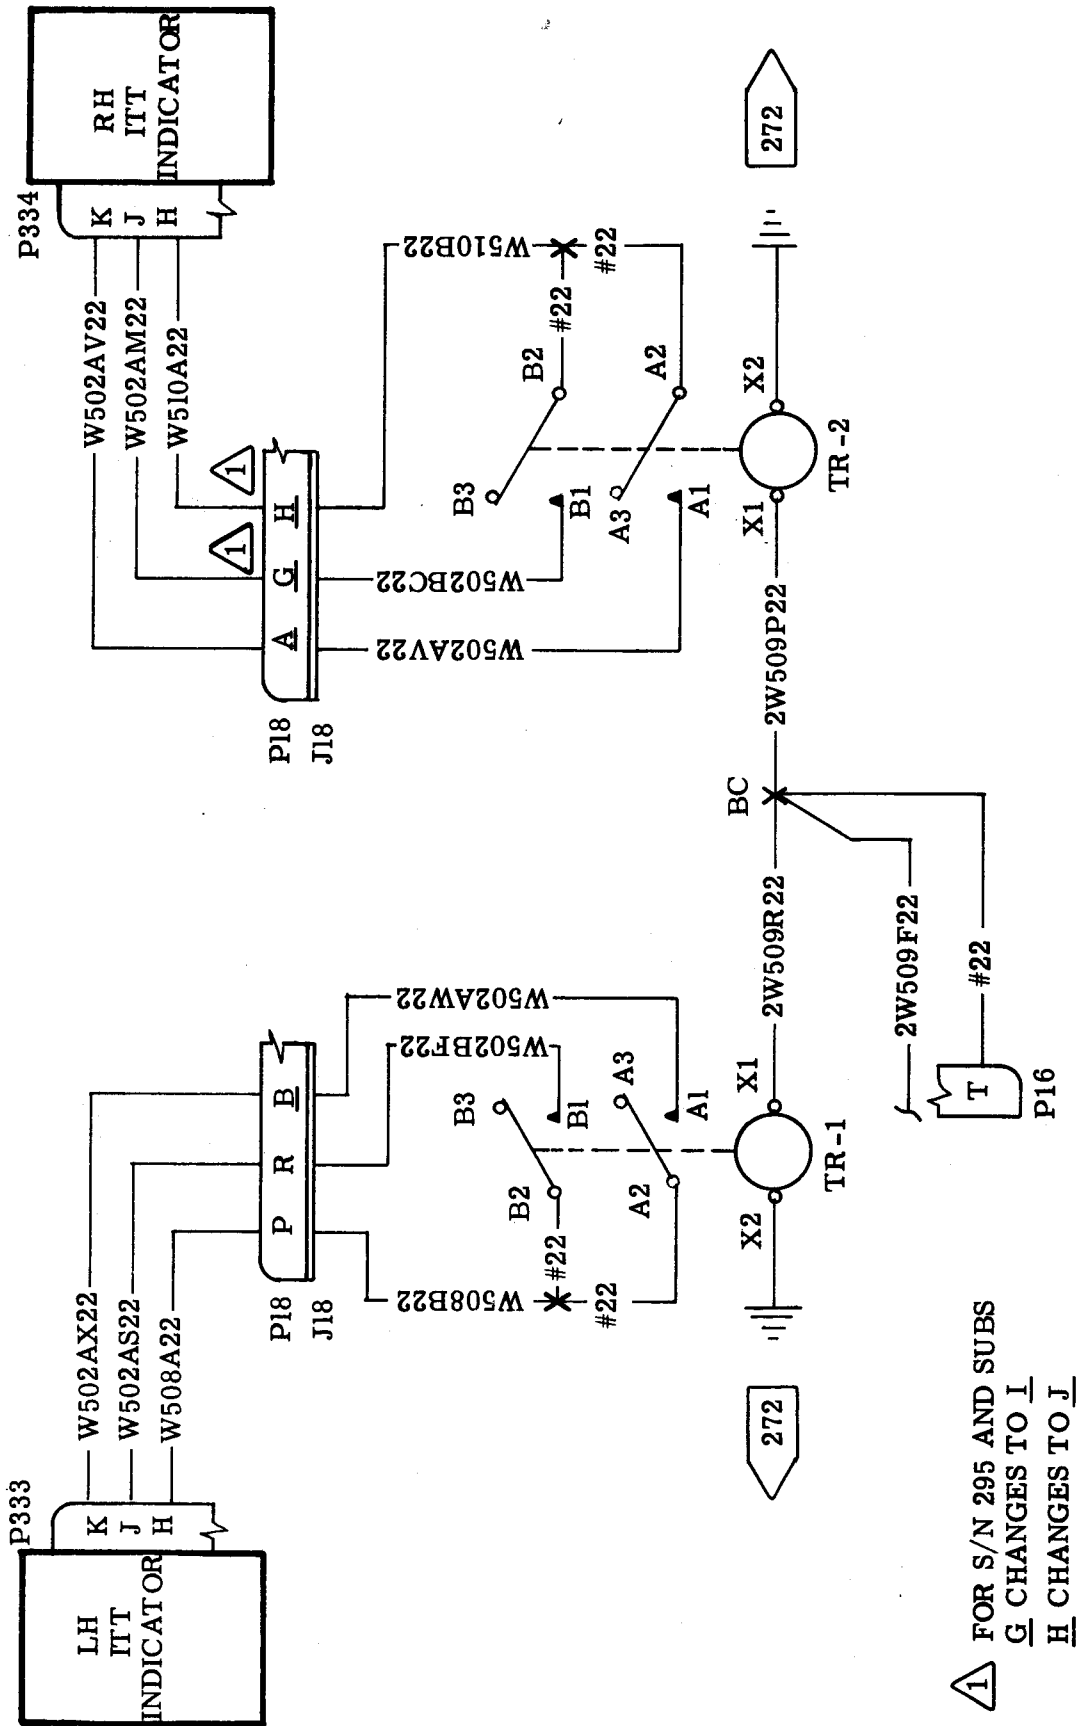 P333
LH
ITT
INDICATOR
K
J
H
W502AX22
W502AS22
W508A22
P18
J18
P
R
B
W508B22
W502BF22
W502AW22
#22
#22
B2
B3
B1
A2
A3
A1
X2
X1
TR-1
272
2W509R22
BC
2W509P22
2W509F22
#22
T
P16
P334
RH
ITT
INDICATOR
K
J
H
W502AV22
W502AM22
W510A22
1
1
P18
J18
A
G
H
W502AV22
W502BC22
W510B22
#22
#22
B3
B2
B1
A3
A2
A1
X1
X2
TR-2
272
1 FOR S/N 295 AND SUBS
G CHANGES TO I
H CHANGES TO J